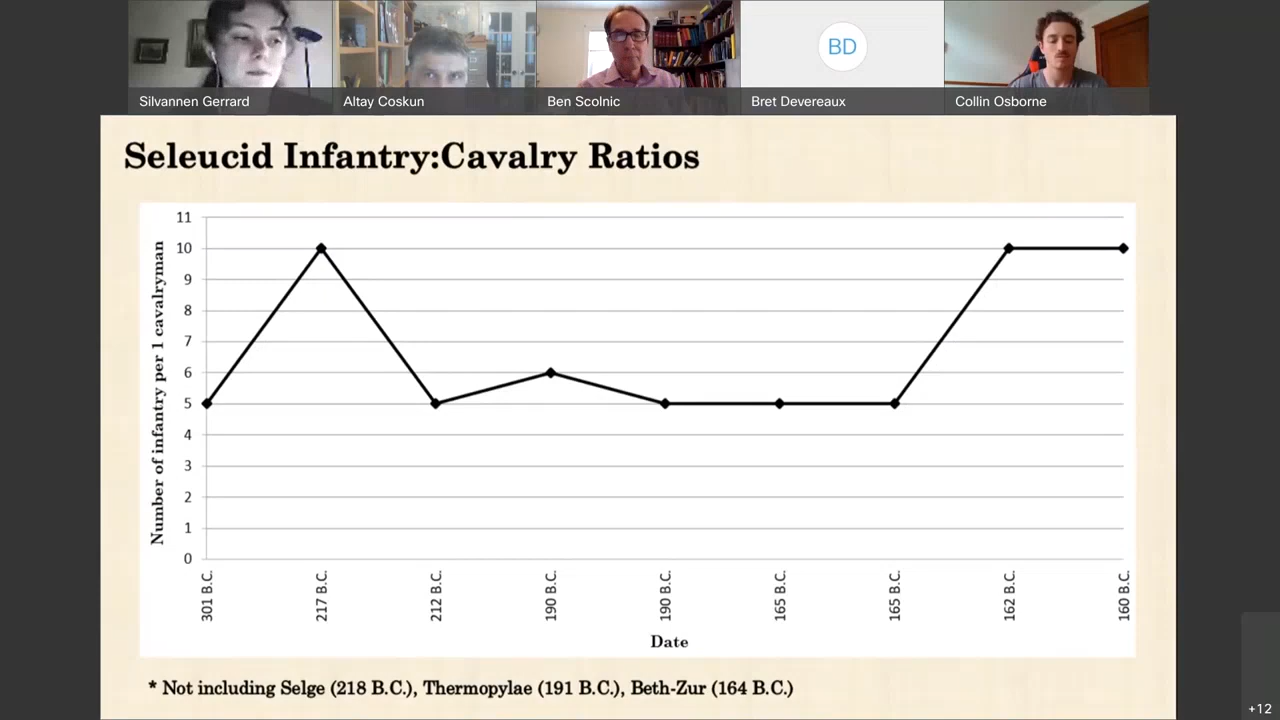 BD
Silvannen Gerrard
Altay Coskun
Ben Scolnic
Bret Devereaux
Collin Osborne
Seleucid Infantry:Cavalry Ratios
Number of infantry per 1 cavalryman
11
10
9
8
7
6
5
4
3
2
1
0
301 B.C.
217 B.C.
212 B.C.
190 B.C.
190 B.C.
165 B.C.
165 B.C.
162 B.C.
160 B.C.
Date
* Not including Selge (218 B.C.), Thermopylae (191 B.C.), Beth-Zur (164 B.C.)
+12